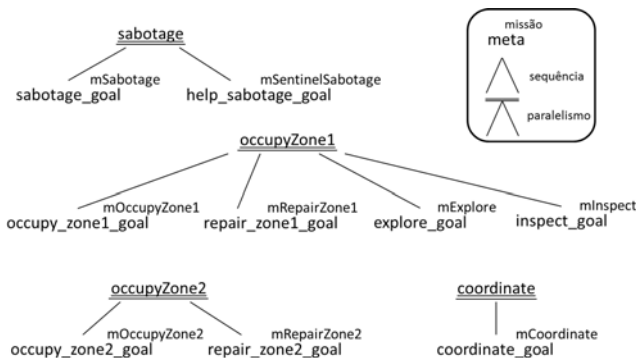 sabotage
mSabotage
sabotage_goal
mSentinelSabotage
help_sabotage_goal
missão
meta
sequência
paralelismo
occupyZone1
mOccupyZone1
occupy_zone1_goal
mRepairZone1
repair_zone1_goal
mExplore
explore_goal
mInspect
inspect_goal
occupyZone2
mOccupyZone2
occupy_zone2_goal
mRepairZone2
repair_zone2_goal
coordinate
mCoordinate
coordinate_goal